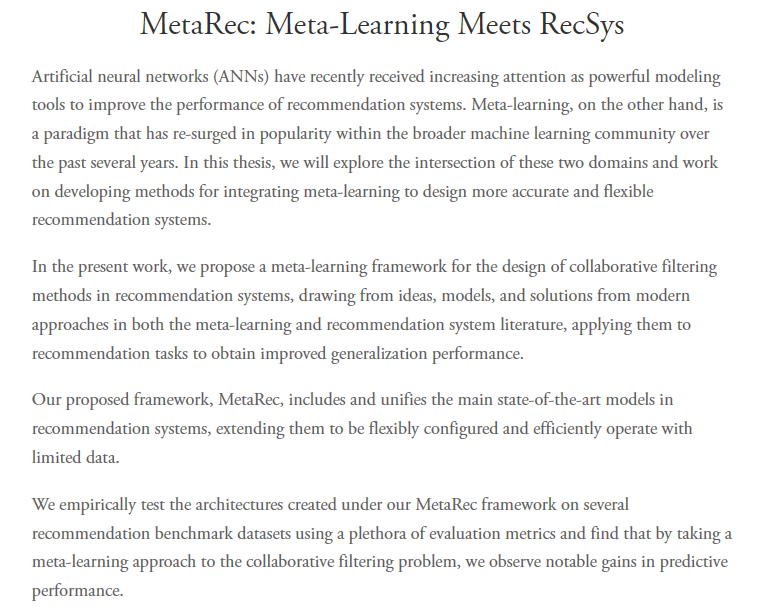 MetaRec: Meta-Learning Meets RecSys
Artificial neural networks (ANNs) have recently received increasing attention as powerful modeling
tools to improve the performance of recommendation systems. Meta-learning, on the other hand, is
a paradigm that has re-surged in popularity within the broader machine learning community over
the past several years. In this thesis, we will explore the intersection of these two domains and work
on developing methods for integrating meta-learning to design more accurate and flexible
recommendation systems.
In the present work, we propose a meta-learning framework for the design of collaborative filtering
methods in recommendation systems, drawing from ideas, models, and solutions from modern
approaches in both the meta-learning and recommendation system literature, applying them to
recommendation tasks to obtain improved generalization performance.
Our proposed framework, MetaRec, includes and unifies the main state-of-the-art models in
recommendation systems, extending them to be flexibly configured and efficiently operate with
limited data.
We empirically test the architectures created under our MetaRec framework on several
recommendation benchmark datasets using a plethora of evaluation metrics and find that by taking a
meta-learning approach to the collaborative filtering problem, we observe notable gains in predictive
performance.